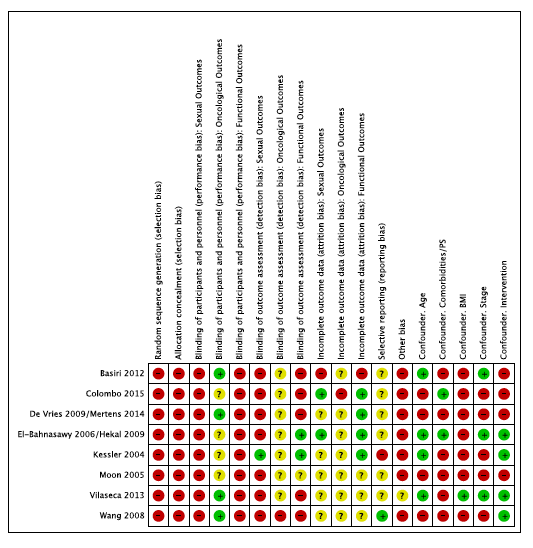 Random sequence generation (selection bias)
Allocation concealment (selection bias)
Blinding of participants and personnel (performance bias): Sexual Outcomes
Blinding of participants and personnel (performance bias): Oncological Outcomes
Blinding of participants and personnel (performance bias): Functional Outcomes
Blinding of outcome assessment (detection bias): Sexual Outcomes
Blinding of outcome assessment (detection bias): Oncological Outcomes
Blinding of outcome assessment (detection bias): Functional Outcomes
Incomplete outcome data (attrition bias): Sexual Outcomes
Incomplete outcome data (attrition bias): Oncological Outcomes
Incomplete outcome data (attrition bias): Functional Outcomes
Selective reporting (reporting bias)
Other bias
Confounder. Age
Confounder. Comorbidities/PS
Confounder. BMI
Confounder. Stage
Confounder. Intervention
Basiri 2012 - - - + - - ? - - ? - ? - + - - + -
Colombo 2015 - - - ? - - ? - + - + ? - - + - - -
De Vries 2009/Mertens 2014 - - - + - - ? - ? ? + ? - - - - - -
El-Bahnasawy 2006/Hekal 2009 - - - ? - - ? + + ? + ? - + + - + +
Kessler 2004 - - - ? - + ? + ? ? + - - + - - - +
Moon 2005 - - - ? - - ? ? ? ? ? ? - - - - - -
Vilaseca 2013 - - - + - - ? - ? ? ? ? ? + - + + +
Wang 2008 - - - + - - - - ? ? ? + - - - - - +